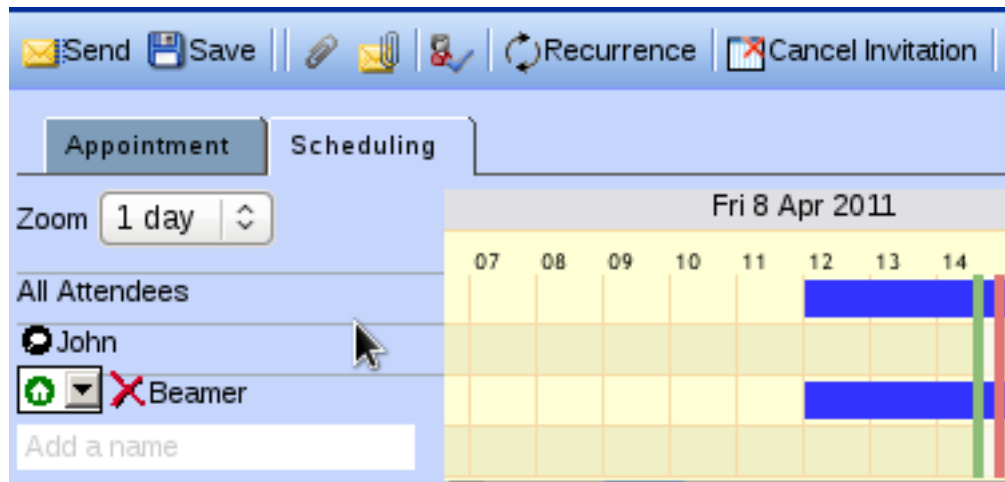 Send Save Recurrence Cancel Invitation
Appointment Scheduling
Zoom 1 day Fri 8 Apr 2011
07 08 09 10 11 12 13 14
All Attendees
John
Beamer
Add a name